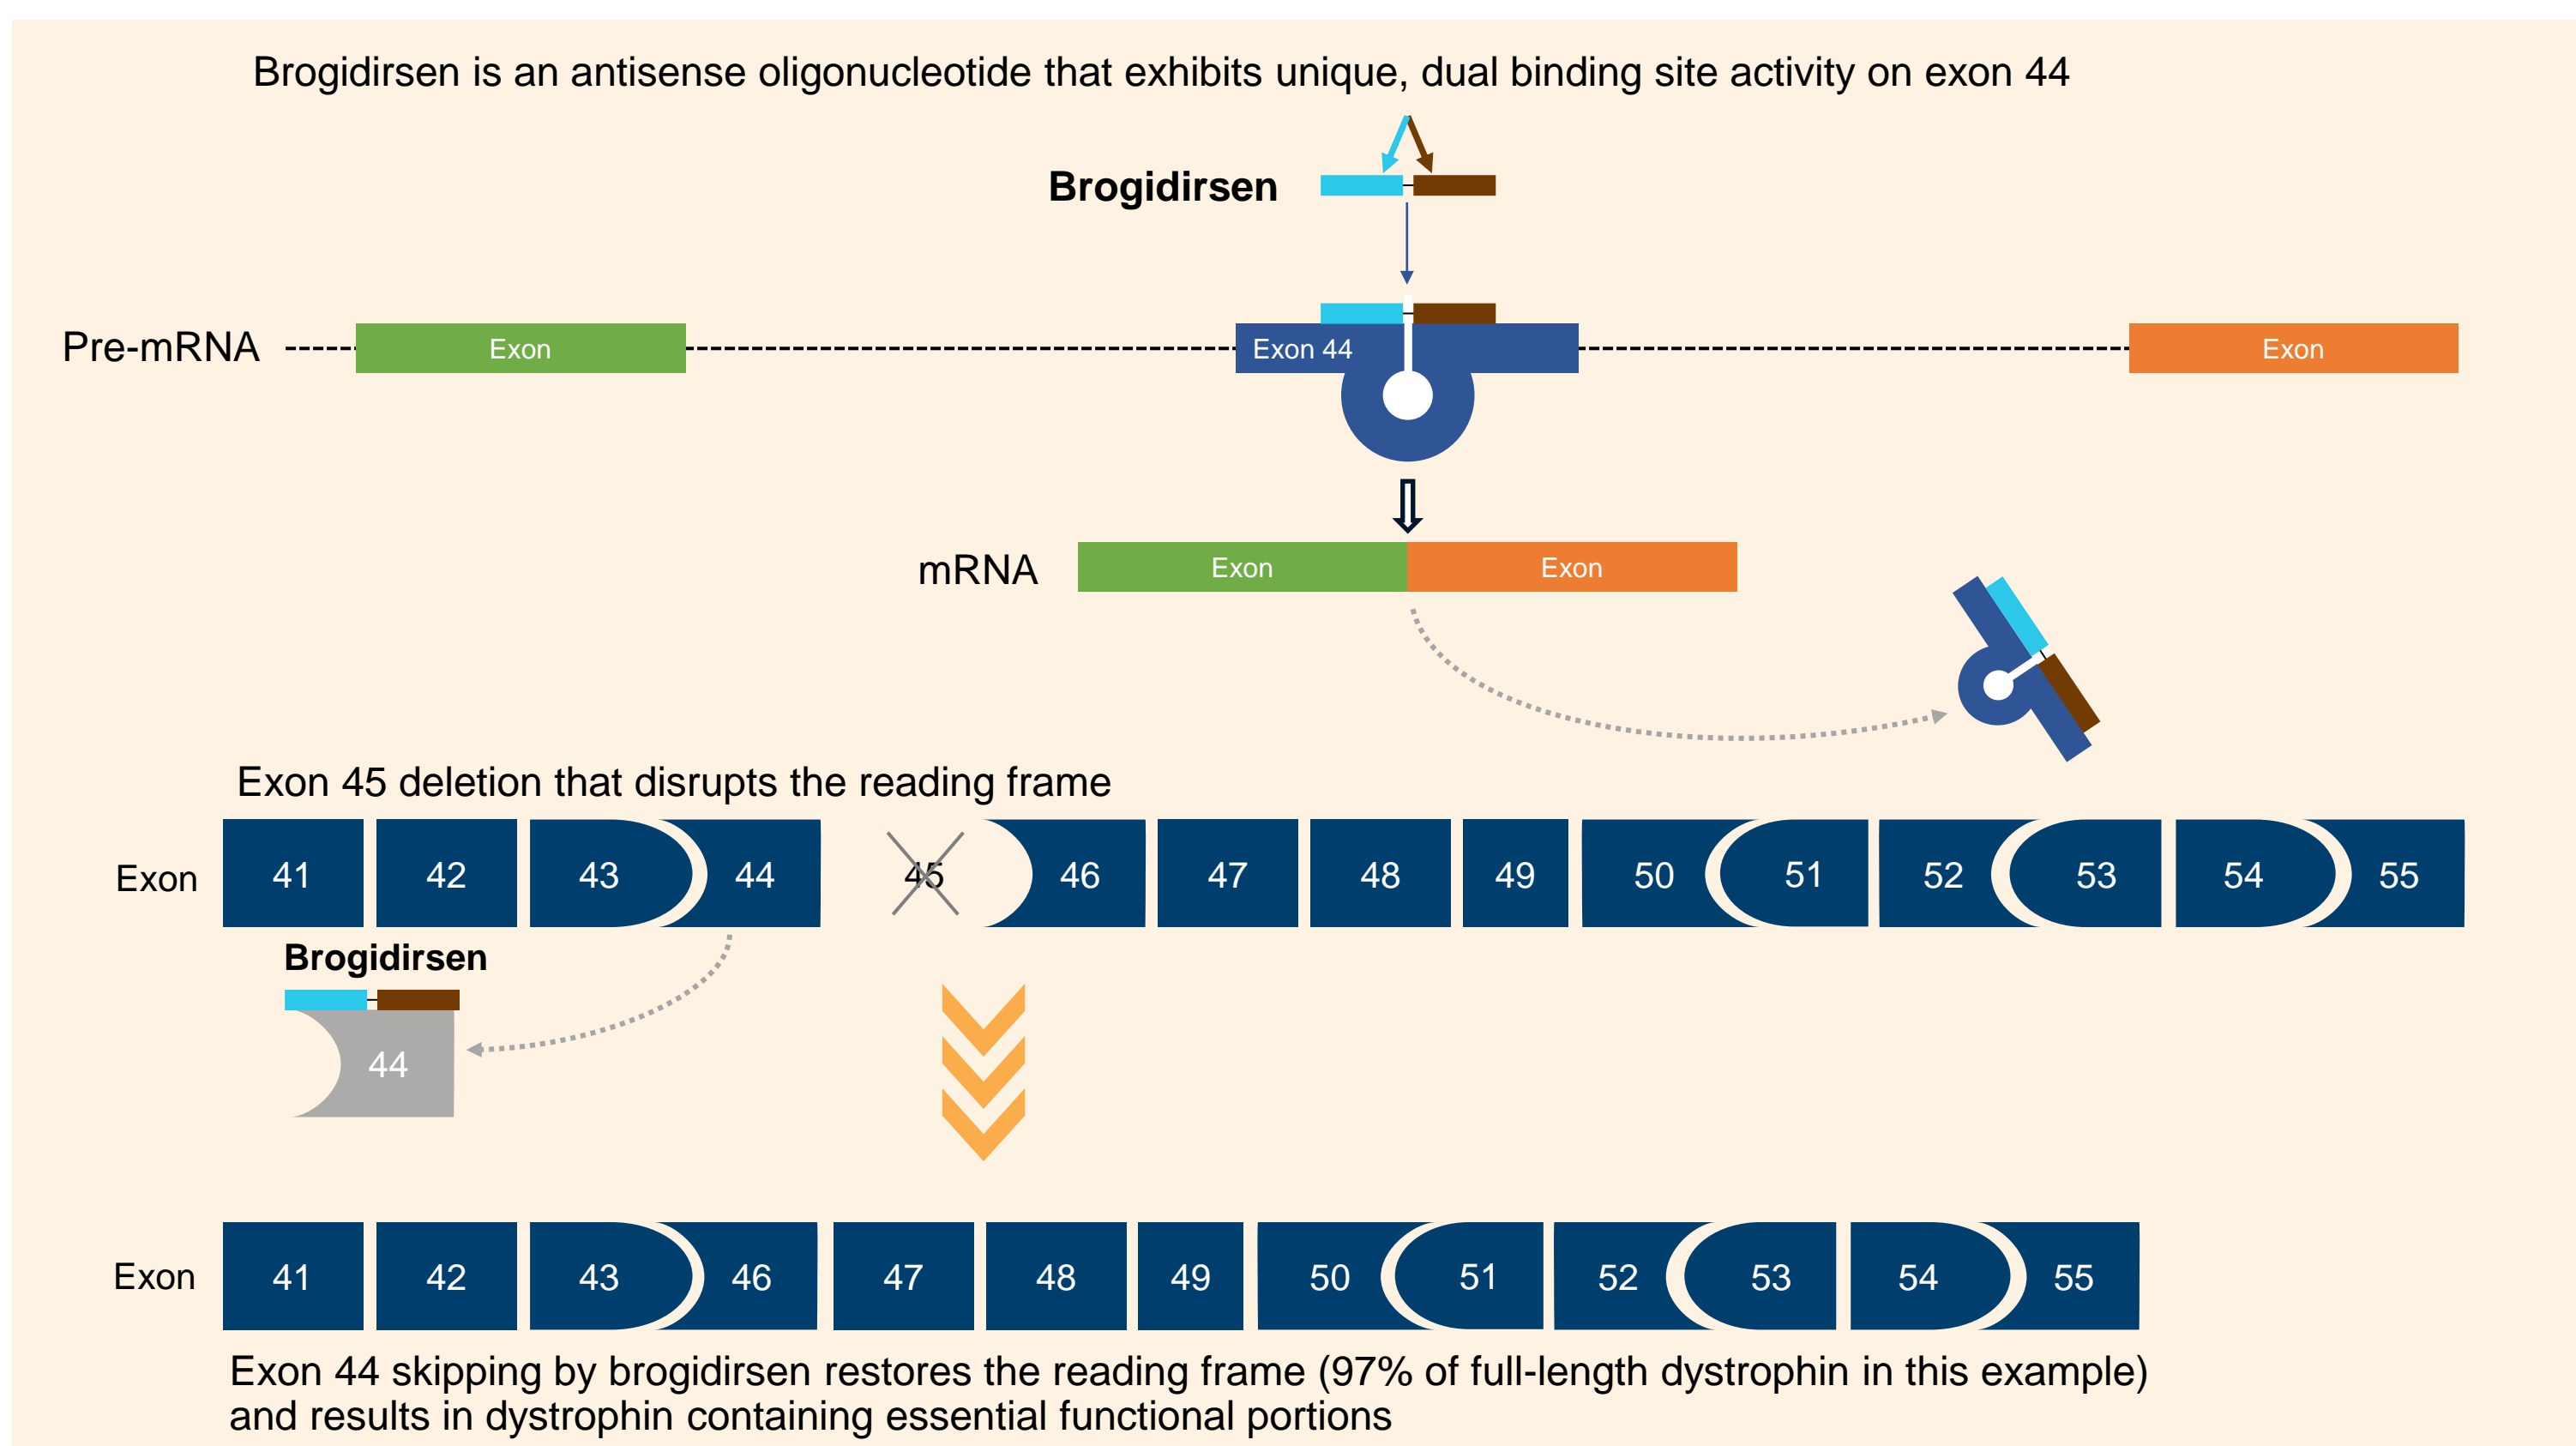 Brogidirsen is an antisense oligonucleotide that exhibits unique, dual binding site activity on exon 44
Brogidirsen
Pre-mRNA Exon Exon 44 Exon
mRNA Exon Exon
Exon 45 deletion that disrupts the reading frame
Exon 41 42 43 44 45 46 47 48 49 50 51 52 53 54 55
Brogidirsen
44
Exon 41 42 43 46 47 48 49 50 51 52 53 54 55
Exon 44 skipping by brogidirsen restores the reading frame (97% of full-length dystrophin in this example)
and results in dystrophin containing essential functional portions